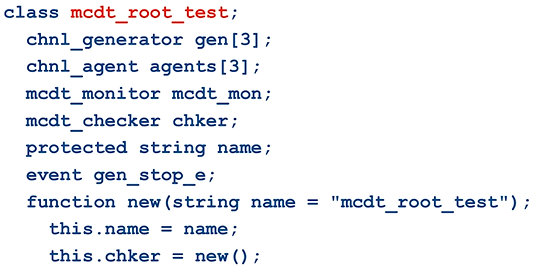 class mcdt_root_test;
chnl_generator gen[3];
chnl_agent agents[3];
mcdt_monitor mcdt_mon;
mcdt_checker chker;
protected string name;
event gen_stop_e;
function new(string name = "mcdt_root_test");
this.name = name;
this.chker = new();